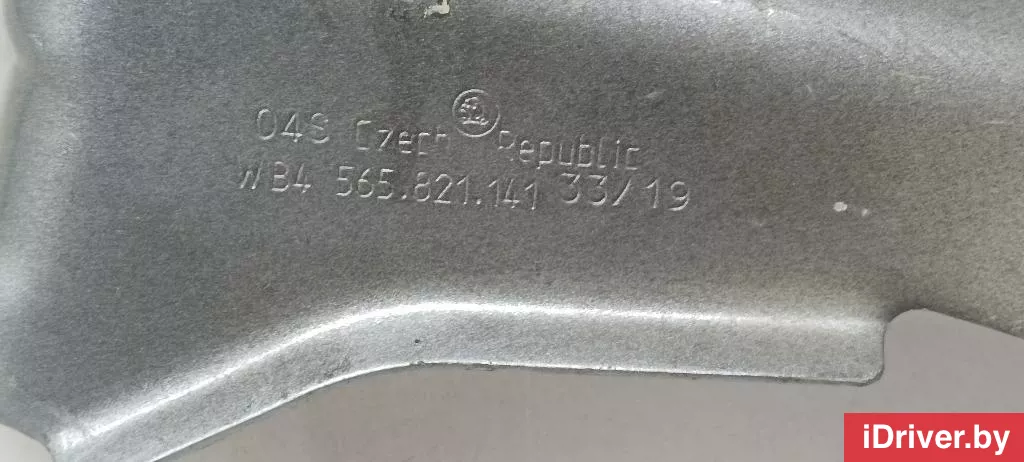 04S Czech Republic
WB4 565.821.141 33/19
iDriver.by